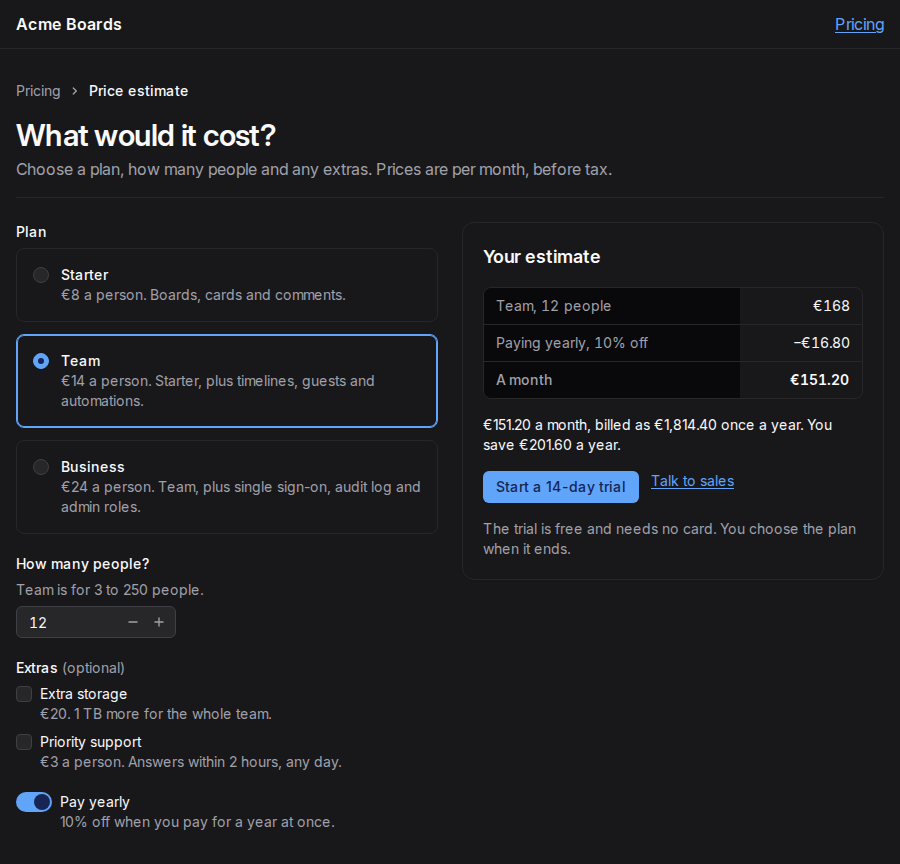 Acme Boards
Pricing
Pricing
Price estimate
What would it cost?
Choose a plan, how many people and any extras. Prices are per month, before tax.
Plan
Starter
€8 a person. Boards, cards and comments.
Team
€14 a person. Starter, plus timelines, guests and
automations.
Business
€24 a person. Team, plus single sign-on, audit log and
admin roles.
How many people?
Team is for 3 to 250 people.
12
Extras (optional)
Extra storage
€20. 1 TB more for the whole team.
Priority support
€3 a person. Answers within 2 hours, any day.
Pay yearly
10% off when you pay for a year at once.
Your estimate
Team, 12 people €168
Paying yearly, 10% off −€16.80
A month €151.20
€151.20 a month, billed as €1,814.40 once a year. You
save €201.60 a year.
Start a 14-day trial Talk to sales
The trial is free and needs no card. You choose the plan
when it ends.